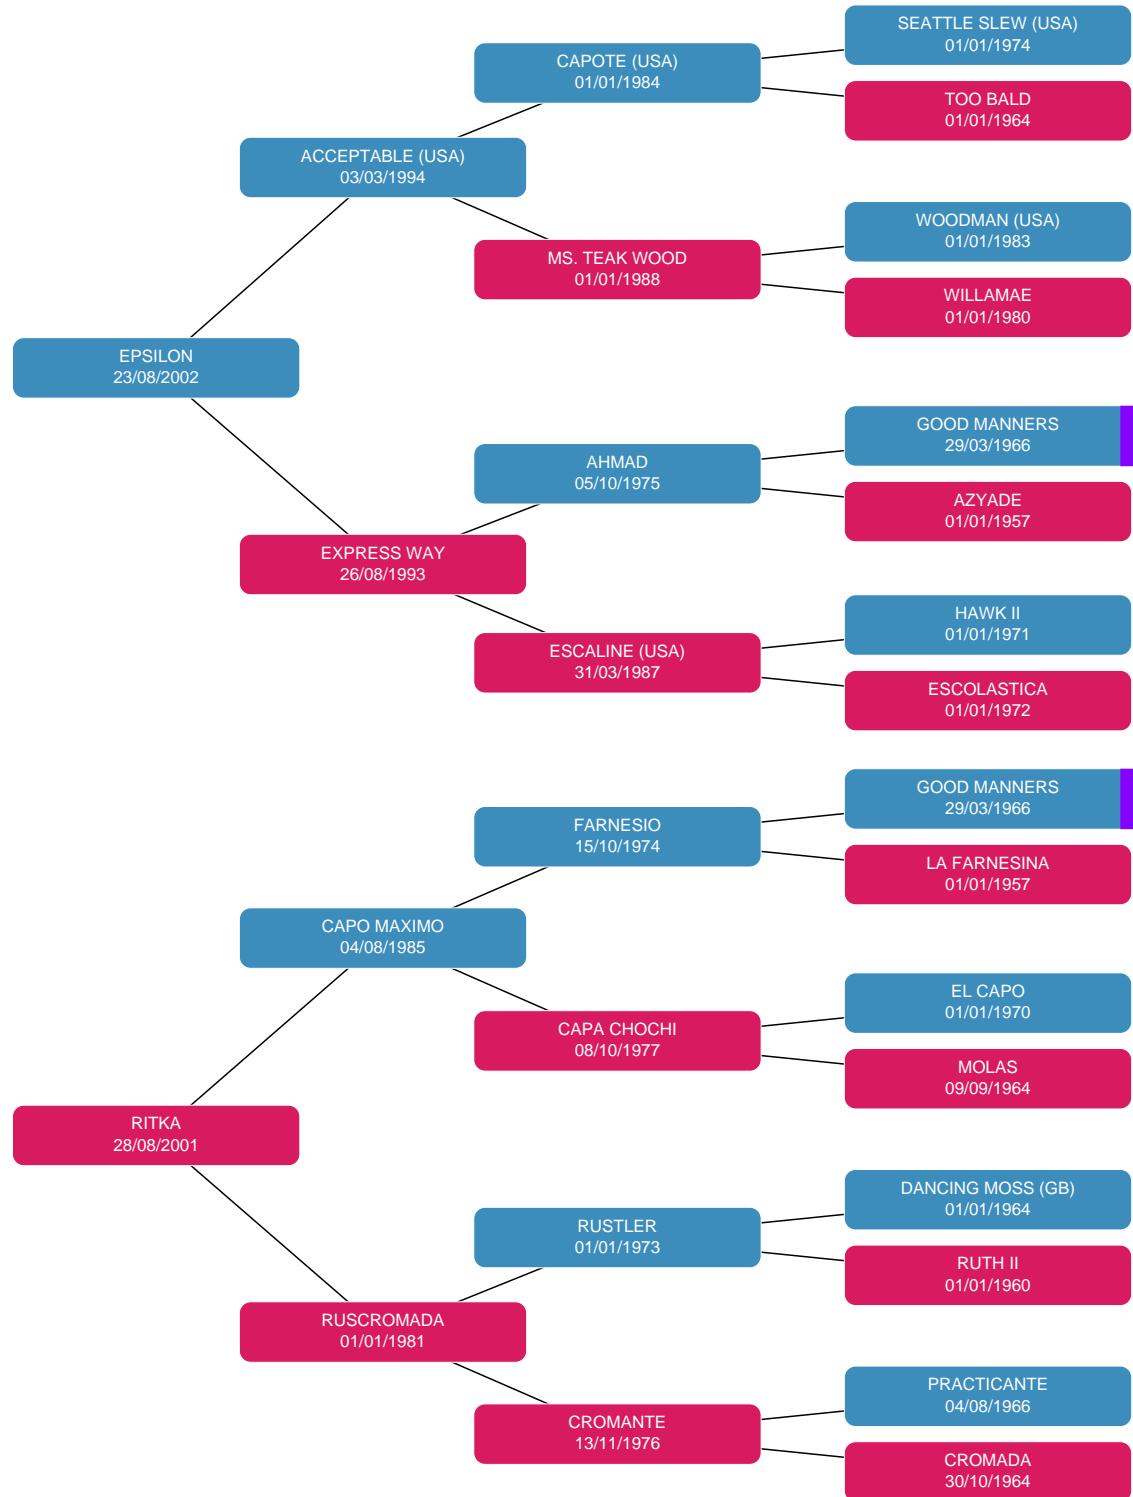 SEATTLE SLEW (USA)
01/01/1974
CAPOTE (USA)
01/01/1984
TOO BALD
01/01/1964
ACCEPTABLE (USA)
03/03/1994
WOODMAN (USA)
01/01/1983
MS. TEAK WOOD
01/01/1988
WILLAMAE
01/01/1980
EPSILON
23/08/2002
GOOD MANNERS
29/03/1966
AHMAD
05/10/1975
AZYADE
01/01/1957
EXPRESS WAY
26/08/1993
HAWK II
01/01/1971
ESCALINE (USA)
31/03/1987
ESCOLASTICA
01/01/1972
GOOD MANNERS
29/03/1966
FARNESIO
15/10/1974
LA FARNESINA
01/01/1957
CAPO MAXIMO
04/08/1985
EL CAPO
01/01/1970
CAPA CHOCHI
08/10/1977
MOLAS
09/09/1964
RITKA
28/08/2001
DANCING MOSS (GB)
01/01/1964
RUSTLER
01/01/1973
RUTH II
01/01/1960
RUSCROMADA
01/01/1981
PRACTICANTE
04/08/1966
CROMANTE
13/11/1976
CROMADA
30/10/1964